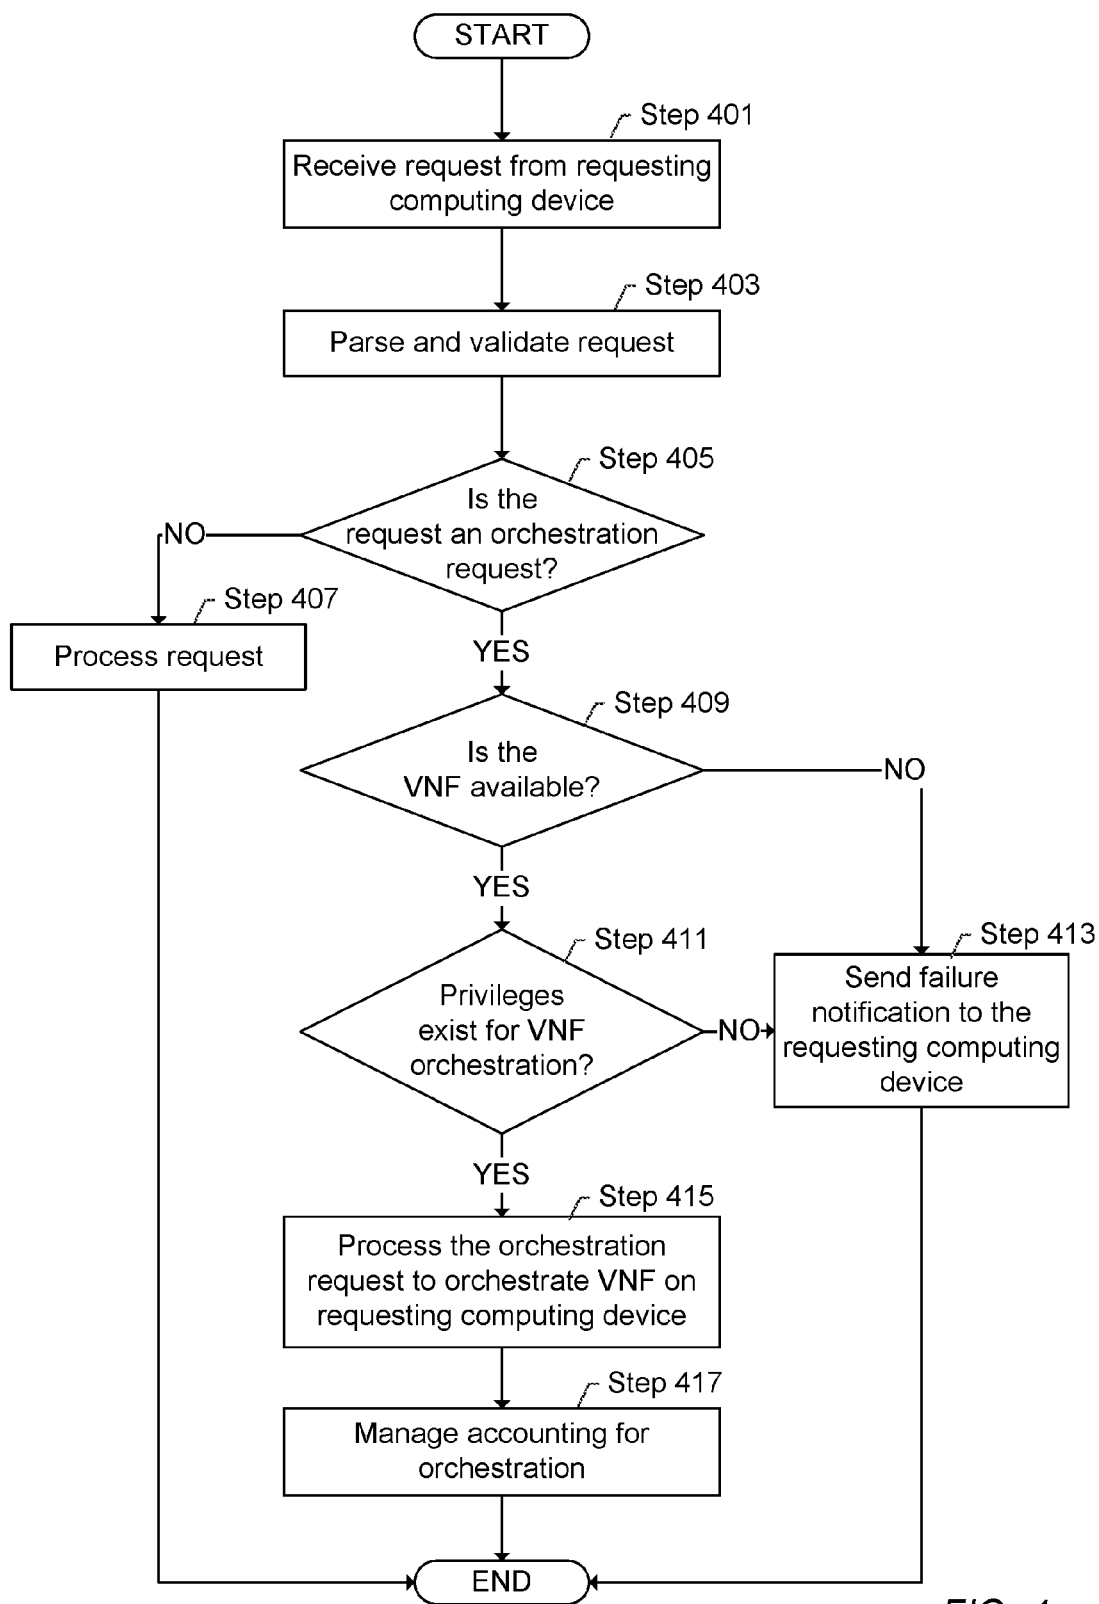 START
Step 401
Receive request from requesting
computing device
Step 403
Parse and validate request
Step 405
Is the
request an orchestration
request?
NO
Step 407
Process request
YES
Step 409
Is the
VNF available?
NO
YES
Step 411
Privileges
exist for VNF
orchestration?
NO
Step 413
Send failure
notification to the
requesting computing
device
YES
Step 415
Process the orchestration
request to orchestrate VNF on
requesting computing device
Step 417
Manage accounting for
orchestration
END